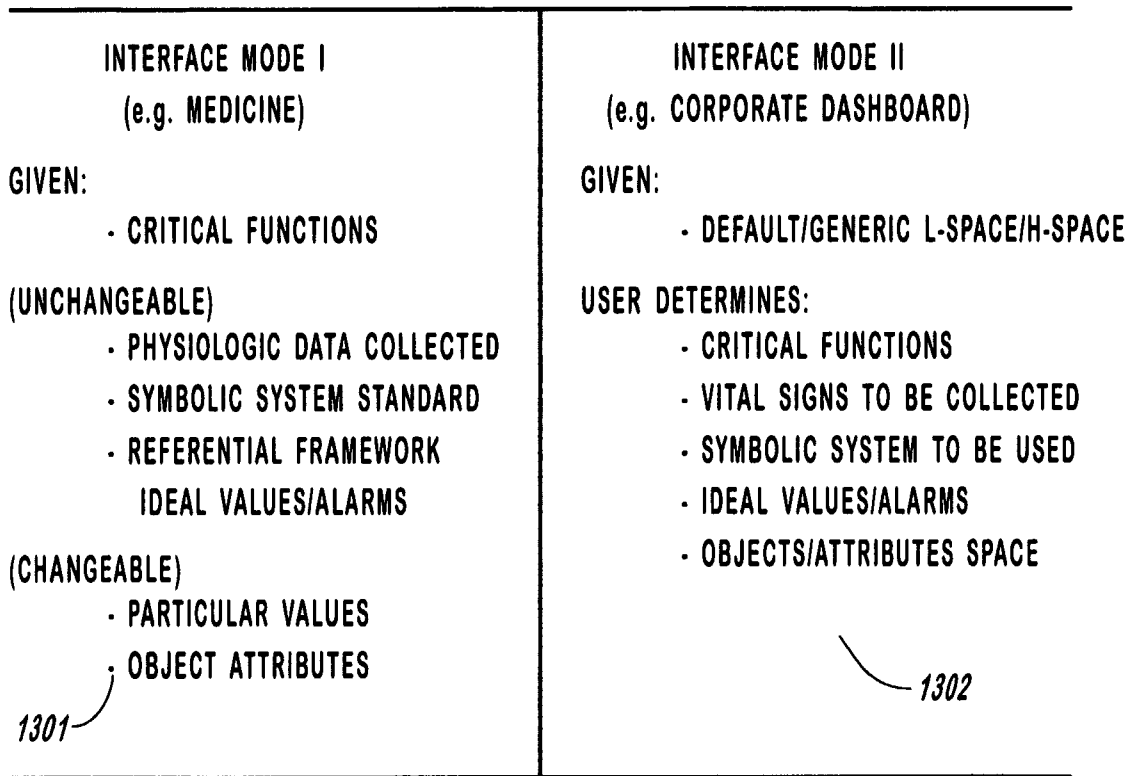 INTERFACE MODE I
(e.g. MEDICINE)
GIVEN:
- CRITICAL FUNCTIONS
(UNCHANGEABLE)
- PHYSIOLOGIC DATA COLLECTED
- SYMBOLIC SYSTEM STANDARD
- REFERENTIAL FRAMEWORK
IDEAL VALUES/ALARMS
(CHANGEABLE)
- PARTICULAR VALUES
- OBJECT ATTRIBUTES
1301
INTERFACE MODE II
(e.g. CORPORATE DASHBOARD)
GIVEN:
- DEFAULT/GENERIC L-SPACE/H-SPACE
USER DETERMINES:
- CRITICAL FUNCTIONS
- VITAL SIGNS TO BE COLLECTED
- SYMBOLIC SYSTEM TO BE USED
- IDEAL VALUES/ALARMS
- OBJECTS/ATTRIBUTES SPACE
1302